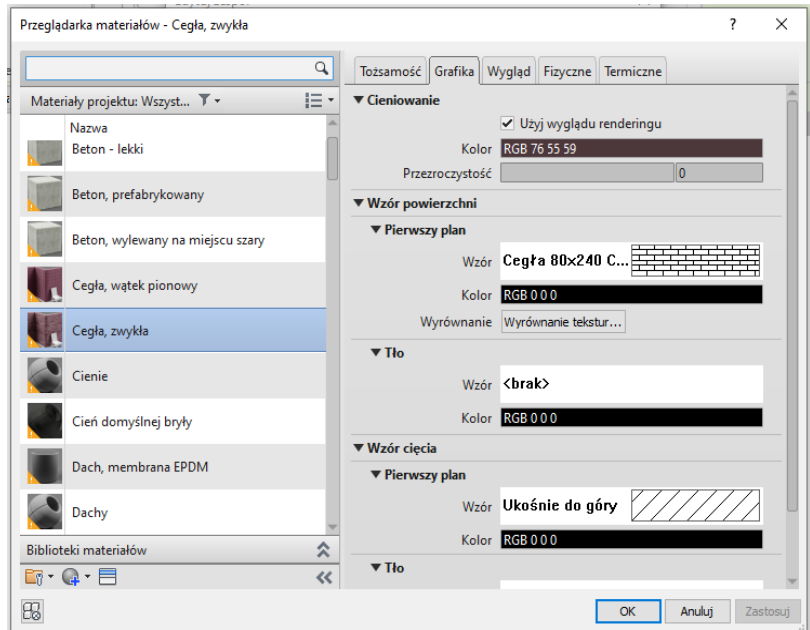 Przeglądarka materiałów - Cegła, zwykła
?
Materiały projektu: Wszyst...
Nazwa
Beton - lekki
Beton, prefabrykowany
Beton, wylewany na miejscu szary
Cegła, wątek pionowy
Cegła, zwykła
Cienie
Cień domyślnej bryły
Dach, membrana EPDM
Dachy
Biblioteki materiałów
Tożsamość Grafika Wygląd Fizyczne Termiczne
Cieniowanie
Użyj wyglądu renderingu
Kolor RGB 76 55 59
Przezroczystość 0
Wzór powierzchni
Pierwszy plan
Wzór Cegła 80x240 C...
Kolor RGB 0 0 0
Wyrównanie Wyrównanie tekstur...
Tło
Wzór <brak>
Kolor RGB 0 0 0
Wzór cięcia
Pierwszy plan
Wzór Ukośnie do góry
Kolor RGB 0 0 0
Tło
OK Anuluj Zastosuj